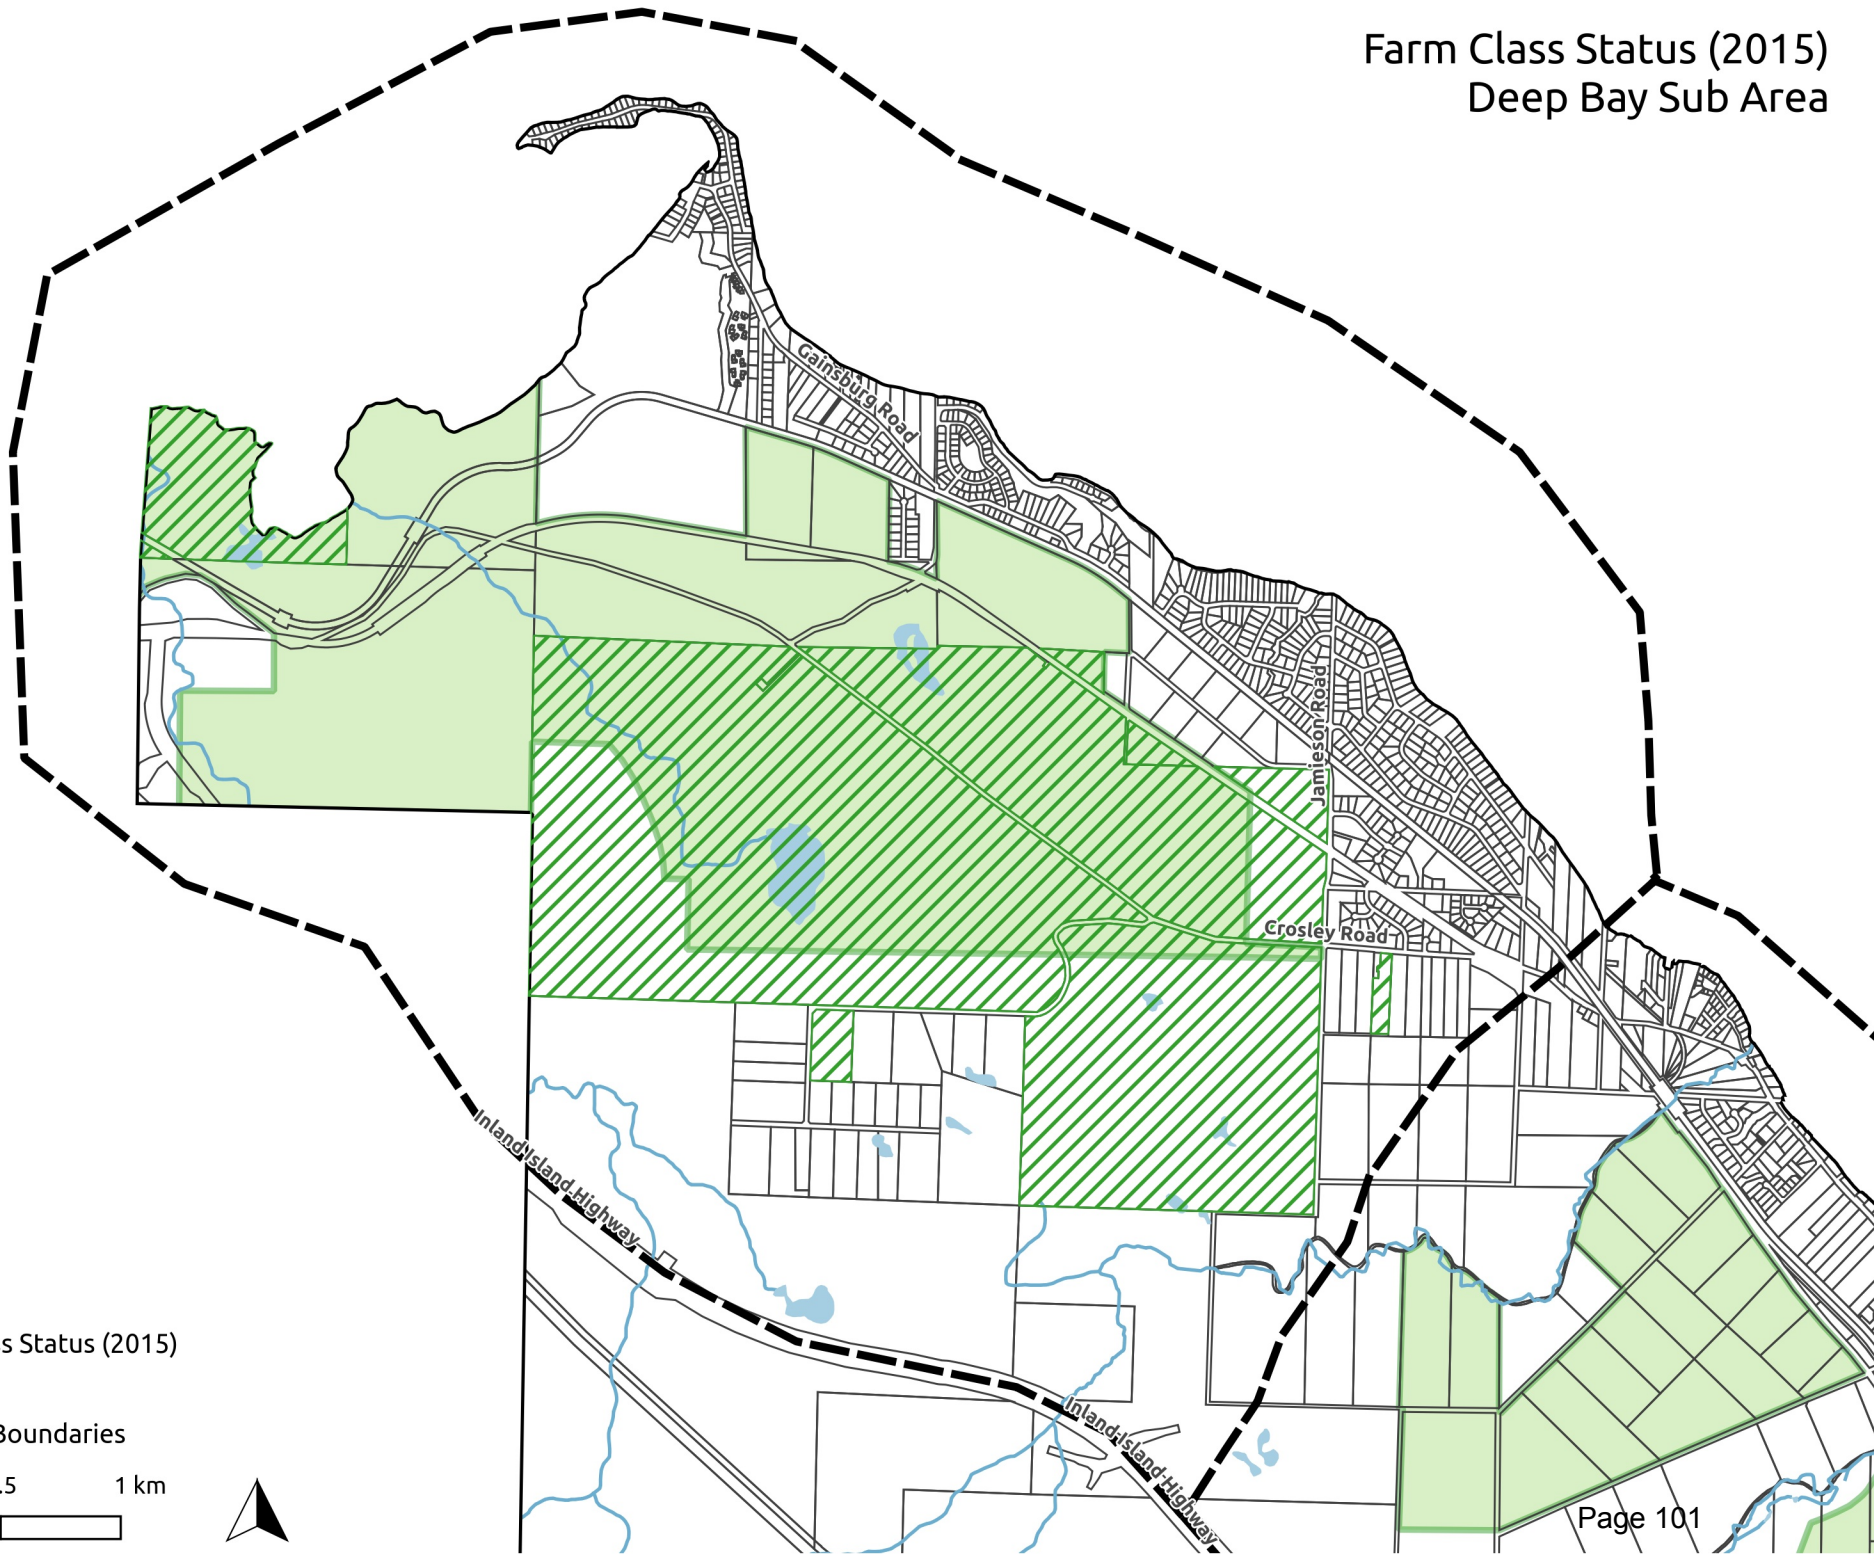 Farm Class Status (2015)
Deep Bay Sub Area
Gainsburg Road
Jamieson Road
Crosley Road
Inland Island Highway
Inland Island Highway
s Status (2015)
Boundaries
.5 1 km
Page 101